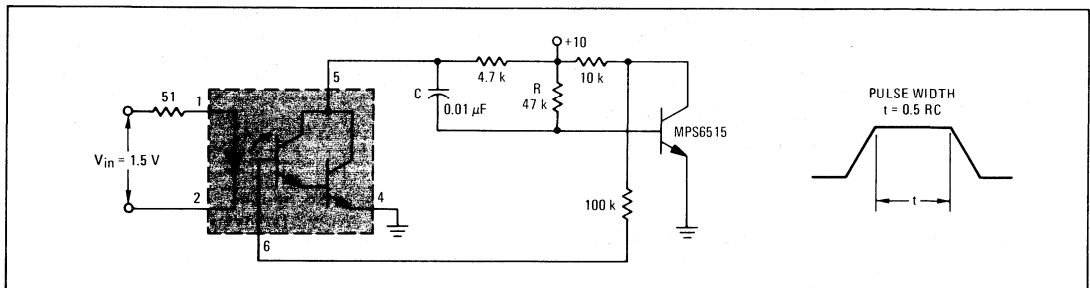 +10
5
4.7 k
10 k
C
0.01 µF
R
47 k
51
1
MPS6515
PULSE WIDTH
t = 0.5 RC
V_in = 1.5 V
2
4
100 k
t
6